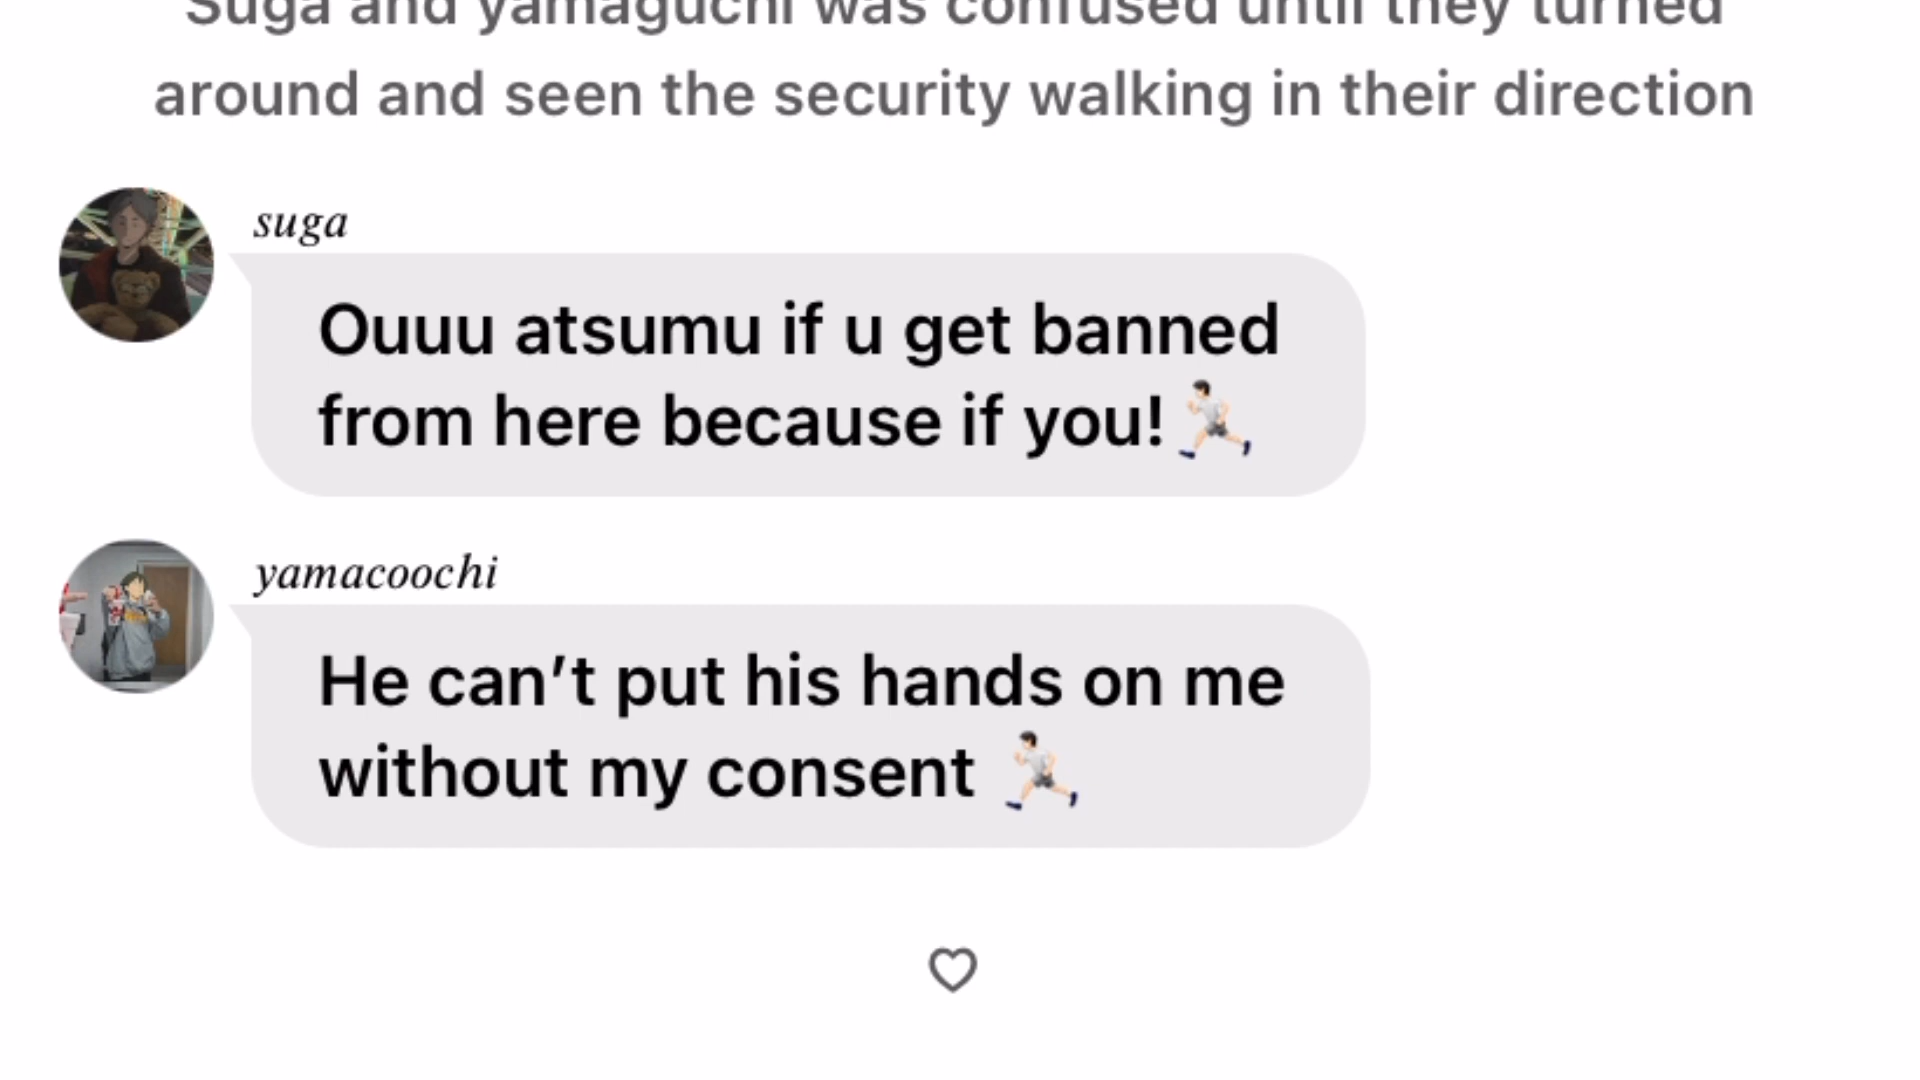 Suga and yamaguchi was confused until they turned
around and seen the security walking in their direction
suga
Ouuu atsumu if u get banned
from here because if you!🏃🏻
yamacoochi
He can’t put his hands on me
without my consent 🏃🏻